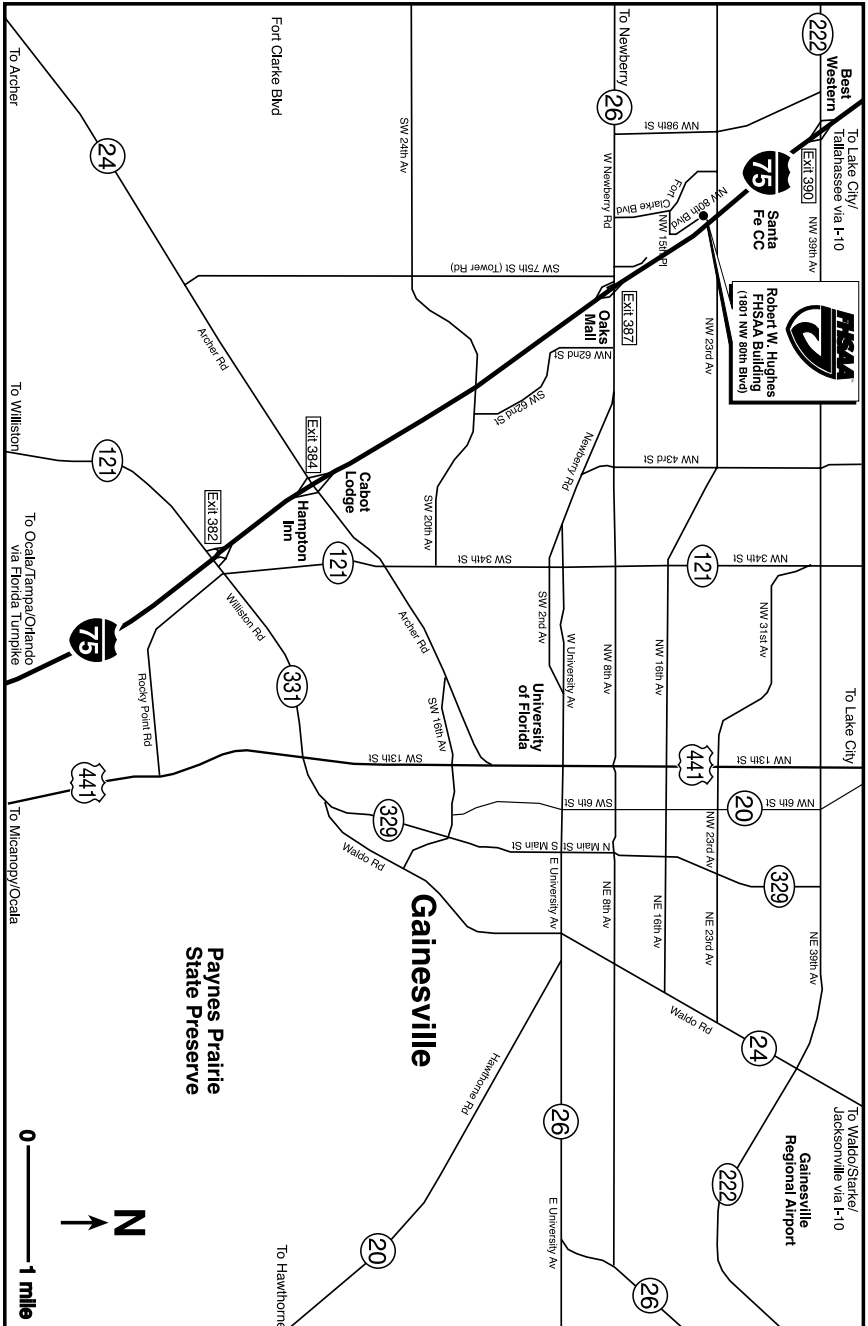 222
Best
Western
To Lake City/
Tallahassee via I-10
Exit 390
NW 39th Av
75
Santa
Fe CC
FHSAA
Robert W. Hughes
FHSAA Building
(1801 NW 80th Blvd)
To Lake City
To Waldo/Starke/
Jacksonville via I-10
Gainesville
Regional Airport
NE 39th Av
222
To Newberry
26
NW 98th St
W Newberry Rd
Fort
Clarke Blvd
NW 80th Blvd
NW 15th Pl
Exit 387
Oaks
Mall
NW 62nd St
SW 62nd St
NW 23rd Av
NW 43rd St
Newberry Rd
NW 34th St
121
NW 31st Av
NW 16th Av
NW 8th Av
NW 13th St
441
NW 6th St
20
NW 23rd Av
329
NE 23rd Av
NE 16th Av
NE 8th Av
Waldo Rd
24
SW 2nd Av
W University Av
University
of Florida
SW 6th St
N Main St
S Main St
E University Av
26
E University Av
26
Fort Clarke Blvd
SW 24th Av
SW 75th St (Tower Rd)
SW 20th Av
SW 34th St
121
Archer Rd
SW 16th Av
SW 13th St
329
Waldo Rd
Gainesville
Hawthorne Rd
20
To Hawthorne
To Archer
24
Archer Rd
Exit 384
Cabot
Lodge
Hampton
Inn
Exit 382
Williston Rd
331
To Williston
121
To Ocala/Tampa/Orlando
via Florida Turnpike
75
Rocky Point Rd
441
To Micanopy/Ocala
Paynes Prairie
State Preserve
N
0
1 mile